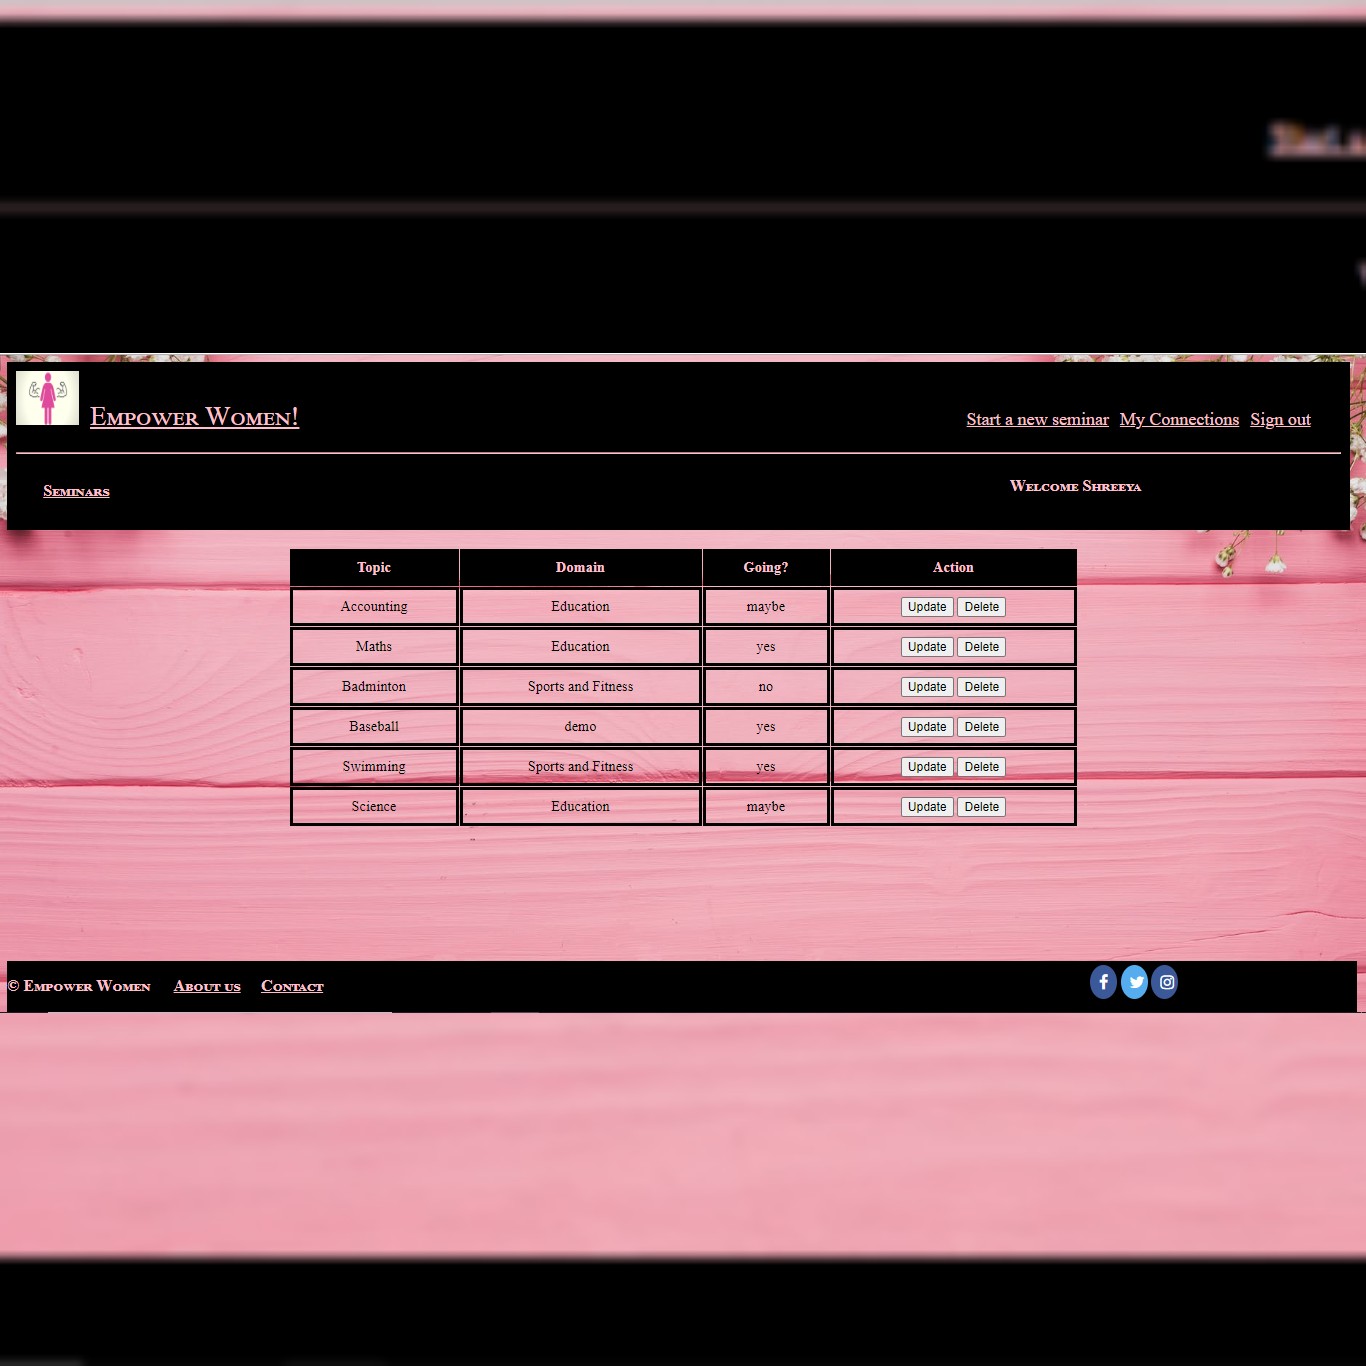 Empower Women!
Start a new seminar My Connections Sign out
Seminars
Welcome Shreeya
Topic Domain Going? Action
Accounting Education maybe Update Delete
Maths Education yes Update Delete
Badminton Sports and Fitness no Update Delete
Baseball demo yes Update Delete
Swimming Sports and Fitness yes Update Delete
Science Education maybe Update Delete
© Empower Women About us Contact